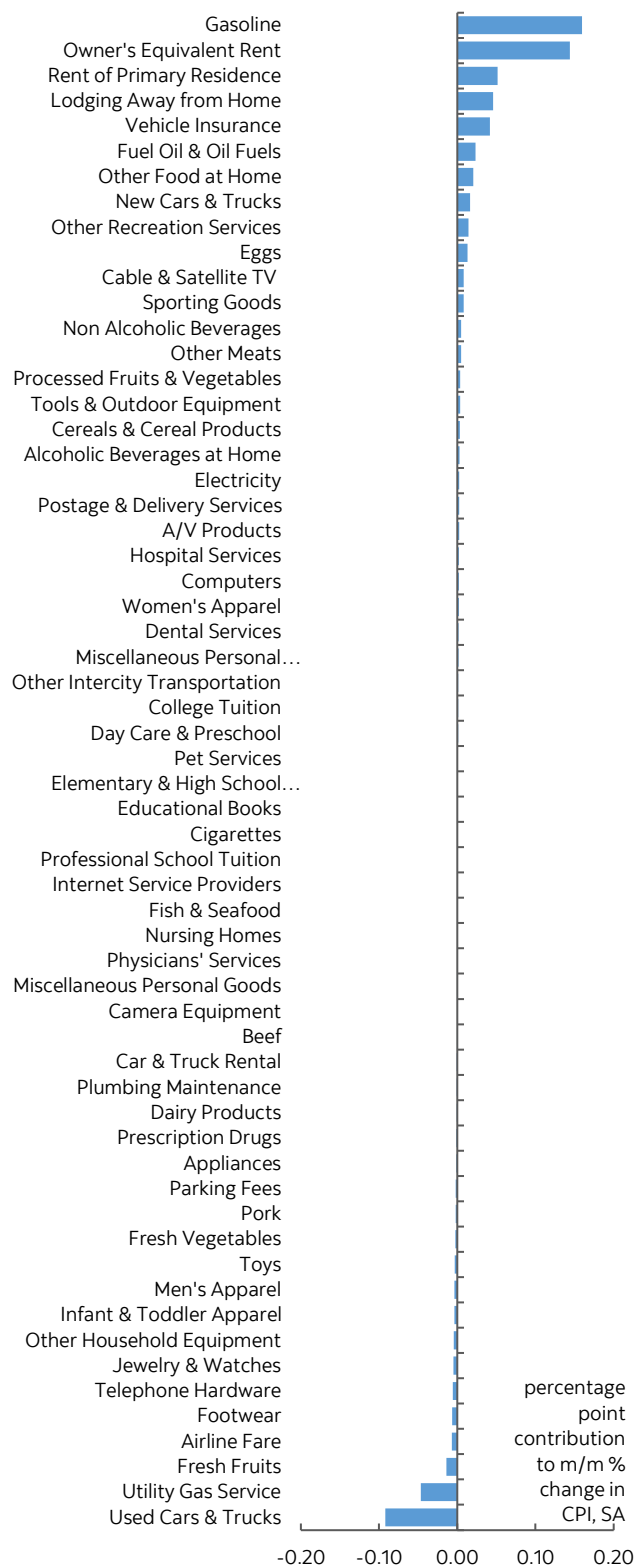 Gasoline
Owner's Equivalent Rent
Rent of Primary Residence
Lodging Away from Home
Vehicle Insurance
Fuel Oil & Oil Fuels
Other Food at Home
New Cars & Trucks
Other Recreation Services
Eggs
Cable & Satellite TV
Sporting Goods
Non Alcoholic Beverages
Other Meats
Processed Fruits & Vegetables
Tools & Outdoor Equipment
Cereals & Cereal Products
Alcoholic Beverages at Home
Electricity
Postage & Delivery Services
A/V Products
Hospital Services
Computers
Women's Apparel
Dental Services
Miscellaneous Personal…
Other Intercity Transportation
College Tuition
Day Care & Preschool
Pet Services
Elementary & High School…
Educational Books
Cigarettes
Professional School Tuition
Internet Service Providers
Fish & Seafood
Nursing Homes
Physicians' Services
Miscellaneous Personal Goods
Camera Equipment
Beef
Car & Truck Rental
Plumbing Maintenance
Dairy Products
Prescription Drugs
Appliances
Parking Fees
Pork
Fresh Vegetables
Toys
Men's Apparel
Infant & Toddler Apparel
Other Household Equipment
Jewelry & Watches
Telephone Hardware
Footwear
Airline Fare
Fresh Fruits
Utility Gas Service
Used Cars & Trucks
percentage
point
contribution
to m/m %
change in
CPI, SA
-0.20 -0.10 0.00 0.10 0.20